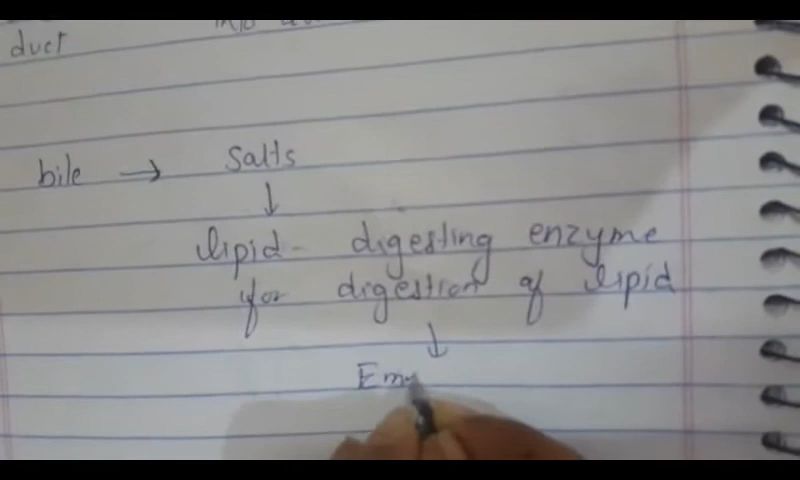 duct
bile → Salts
↓
lipid - digesting enzyme
for digestion of lipid
↓
Em